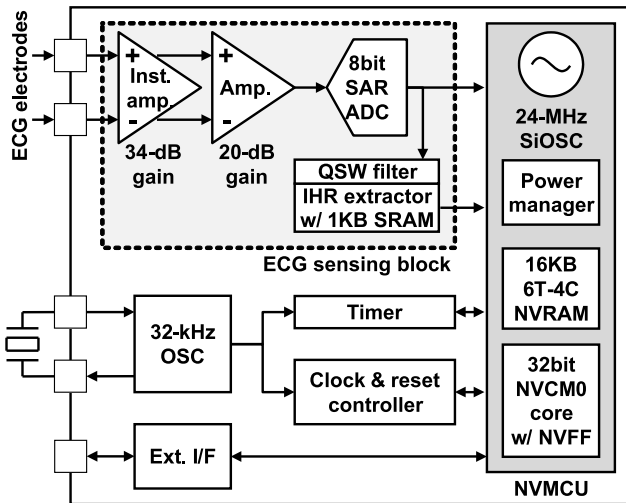 ECG electrodes
+
-
Inst.
amp.
34-dB
gain
+
-
Amp.
20-dB
gain
8bit
SAR
ADC
QSW filter
IHR extractor
w/ 1KB SRAM
ECG sensing block
24-MHz
SiOSC
Power
manager
16KB
6T-4C
NVRAM
32bit
NVCM0
core
w/ NVFF
NVMCU
32-kHz
OSC
Timer
Clock & reset
controller
Ext. I/F